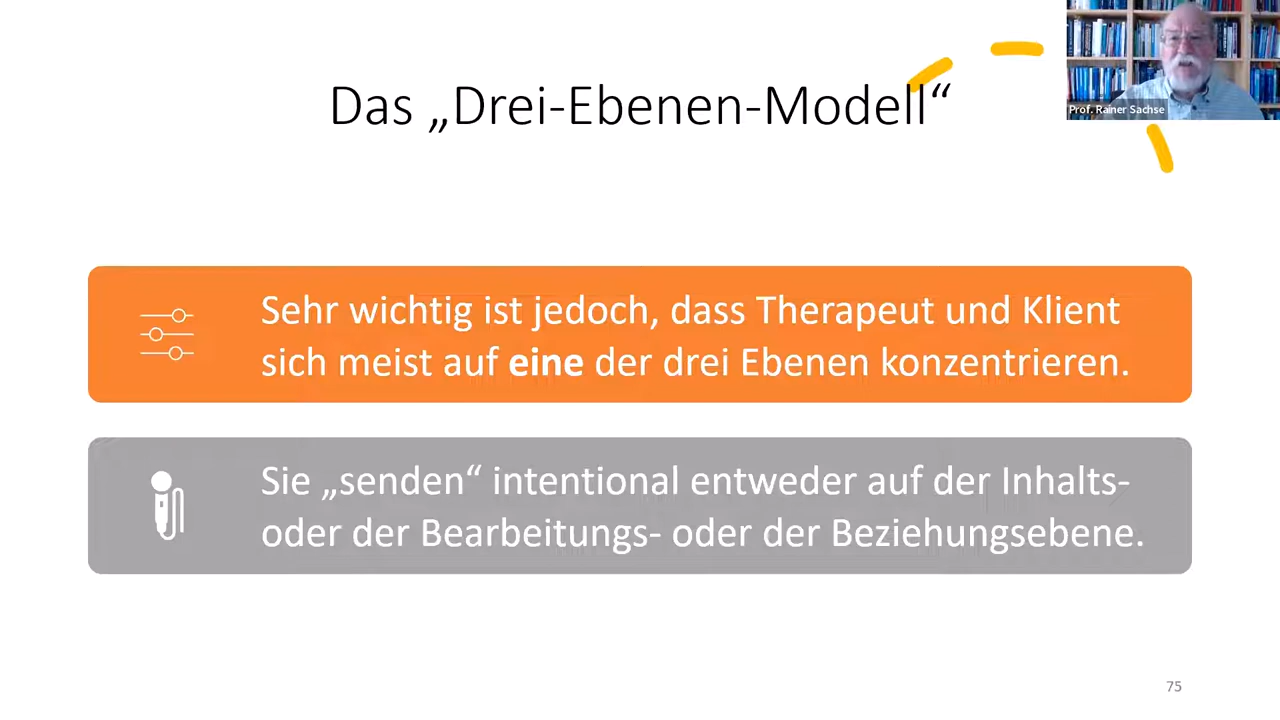 Das „Drei-Ebenen-Modell“
Prof. Rainer Sachse
Sehr wichtig ist jedoch, dass Therapeut und Klient
sich meist auf eine der drei Ebenen konzentrieren.
Sie „senden“ intentional entweder auf der Inhalts-
oder der Bearbeitungs- oder der Beziehungsebene.
75